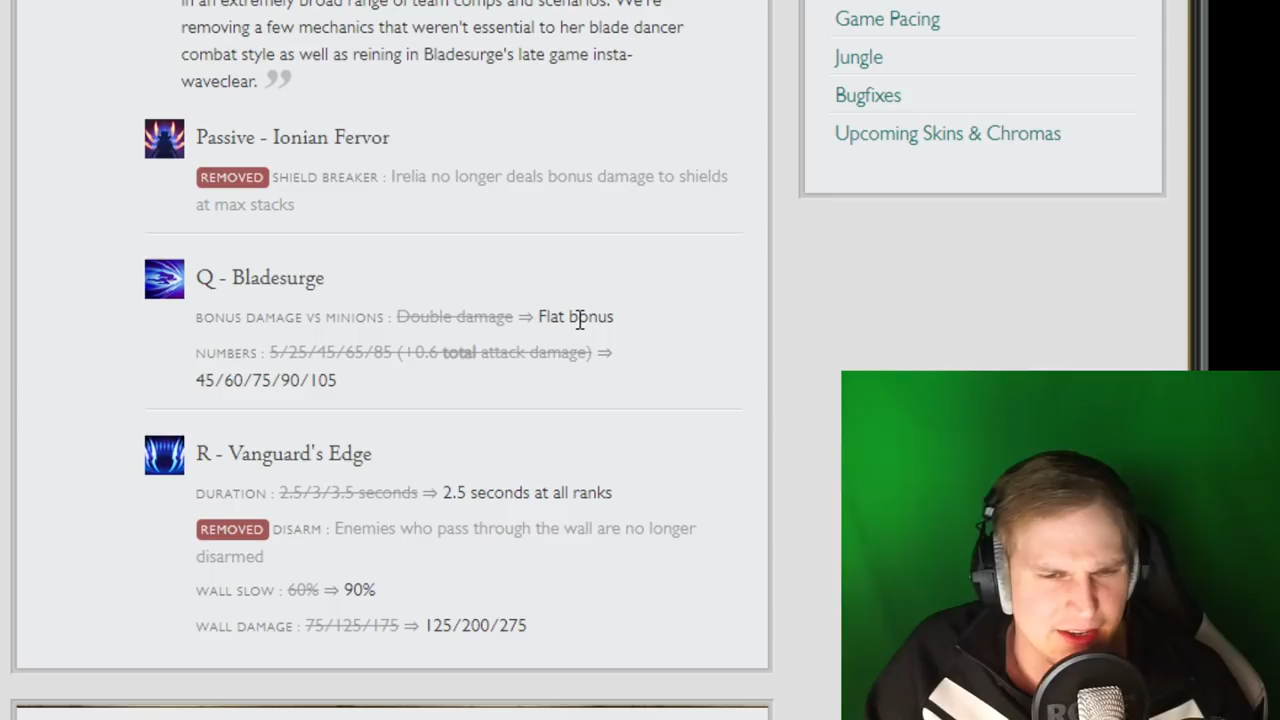 in an extremely broad range of team comps and scenarios. We're
removing a few mechanics that weren't essential to her blade dancer
combat style as well as reining in Bladesurge's late game insta-
waveclear. ”
Passive - Ionian Fervor
REMOVED SHIELD BREAKER : Irelia no longer deals bonus damage to shields
at max stacks
Q - Bladesurge
BONUS DAMAGE VS MINIONS : Double damage ⇒ Flat bonus
NUMBERS : 5/25/45/65/85 (+0.6 total attack damage) ⇒
45/60/75/90/105
R - Vanguard's Edge
DURATION : 2.5/3/3.5 seconds ⇒ 2.5 seconds at all ranks
REMOVED DISARM : Enemies who pass through the wall are no longer
disarmed
WALL SLOW : 60% ⇒ 90%
WALL DAMAGE : 75/125/175 ⇒ 125/200/275
Game Pacing
Jungle
Bugfixes
Upcoming Skins & Chromas